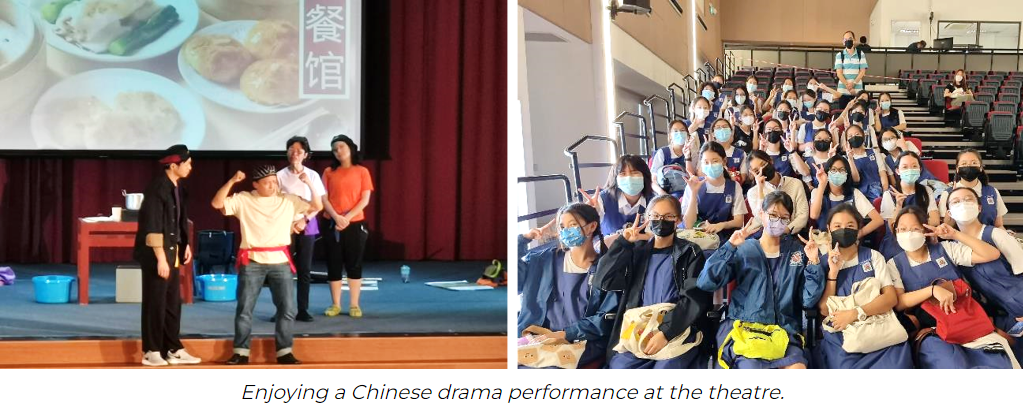 餐
馆
Enjoying a Chinese drama performance at the theatre.